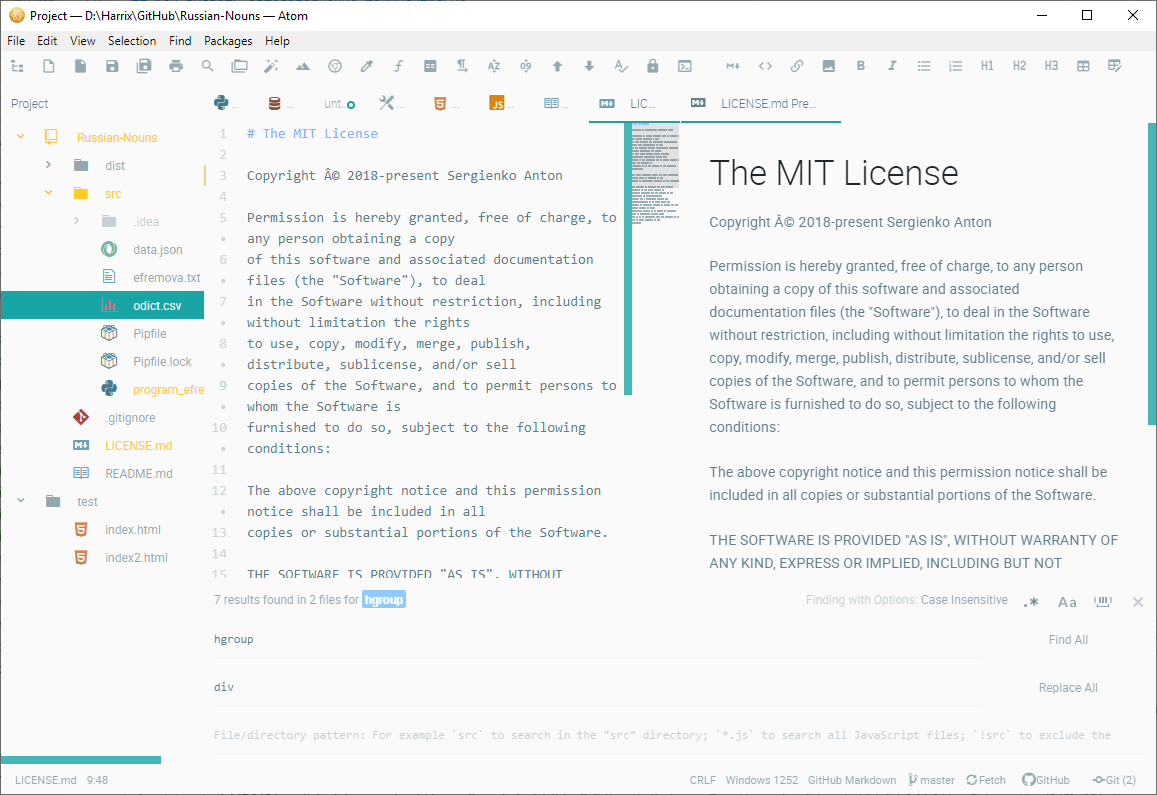 Project — D:\Harrix\GitHub\Russian-Nouns — Atom
File Edit View Selection Find Packages Help
M↓ <> B I H1 H2 H3
Project
... ... unt... ... ... JS ... ... LIC... LICENSE.md Pre...
Russian-Nouns
dist
src
.idea
data.json
efremova.txt
odict.csv
Pipfile
Pipfile.lock
program_efre
.gitignore
LICENSE.md
README.md
test
index.html
index2.html
1 # The MIT License
2
3 Copyright Â© 2018-present Sergienko Anton
4
5 Permission is hereby granted, free of charge, to
• any person obtaining a copy
6 of this software and associated documentation
• files (the "Software"), to deal
7 in the Software without restriction, including
• without limitation the rights
8 to use, copy, modify, merge, publish,
• distribute, sublicense, and/or sell
9 copies of the Software, and to permit persons to
• whom the Software is
10 furnished to do so, subject to the following
• conditions:
11
12 The above copyright notice and this permission
• notice shall be included in all
13 copies or substantial portions of the Software.
14
15 THE SOFTWARE IS PROVIDED "AS IS", WITHOUT
The MIT License
Copyright Â© 2018-present Sergienko Anton
Permission is hereby granted, free of charge, to any person
obtaining a copy of this software and associated
documentation files (the "Software"), to deal in the Software
without restriction, including without limitation the rights to use,
copy, modify, merge, publish, distribute, sublicense, and/or sell
copies of the Software, and to permit persons to whom the
Software is furnished to do so, subject to the following
conditions:
The above copyright notice and this permission notice shall be
included in all copies or substantial portions of the Software.
THE SOFTWARE IS PROVIDED "AS IS", WITHOUT WARRANTY OF
ANY KIND, EXPRESS OR IMPLIED, INCLUDING BUT NOT
7 results found in 2 files for hgroup
Finding with Options: Case Insensitive .* Aa
hgroup Find All
div Replace All
File/directory pattern: For example `src` to search in the "src" directory; `*.js` to search all JavaScript files; `!src` to exclude the
LICENSE.md 9:48 CRLF Windows 1252 GitHub Markdown master Fetch GitHub Git (2)